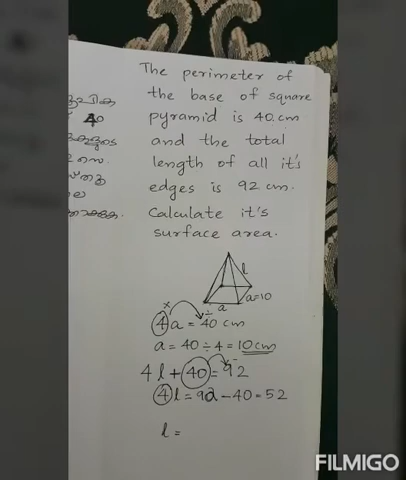 The perimeter of
the base of square
pyramid is 40.cm
and the total
length of all it's
edges is 92 cm.
Calculate it's
surface area.
40
l
a=10
a
x ÷
4a = 40 cm
a = 40 ÷ 4 = 10cm
4l + 40 = 92
4l = 92 - 40 = 52
l =
FILMIGO